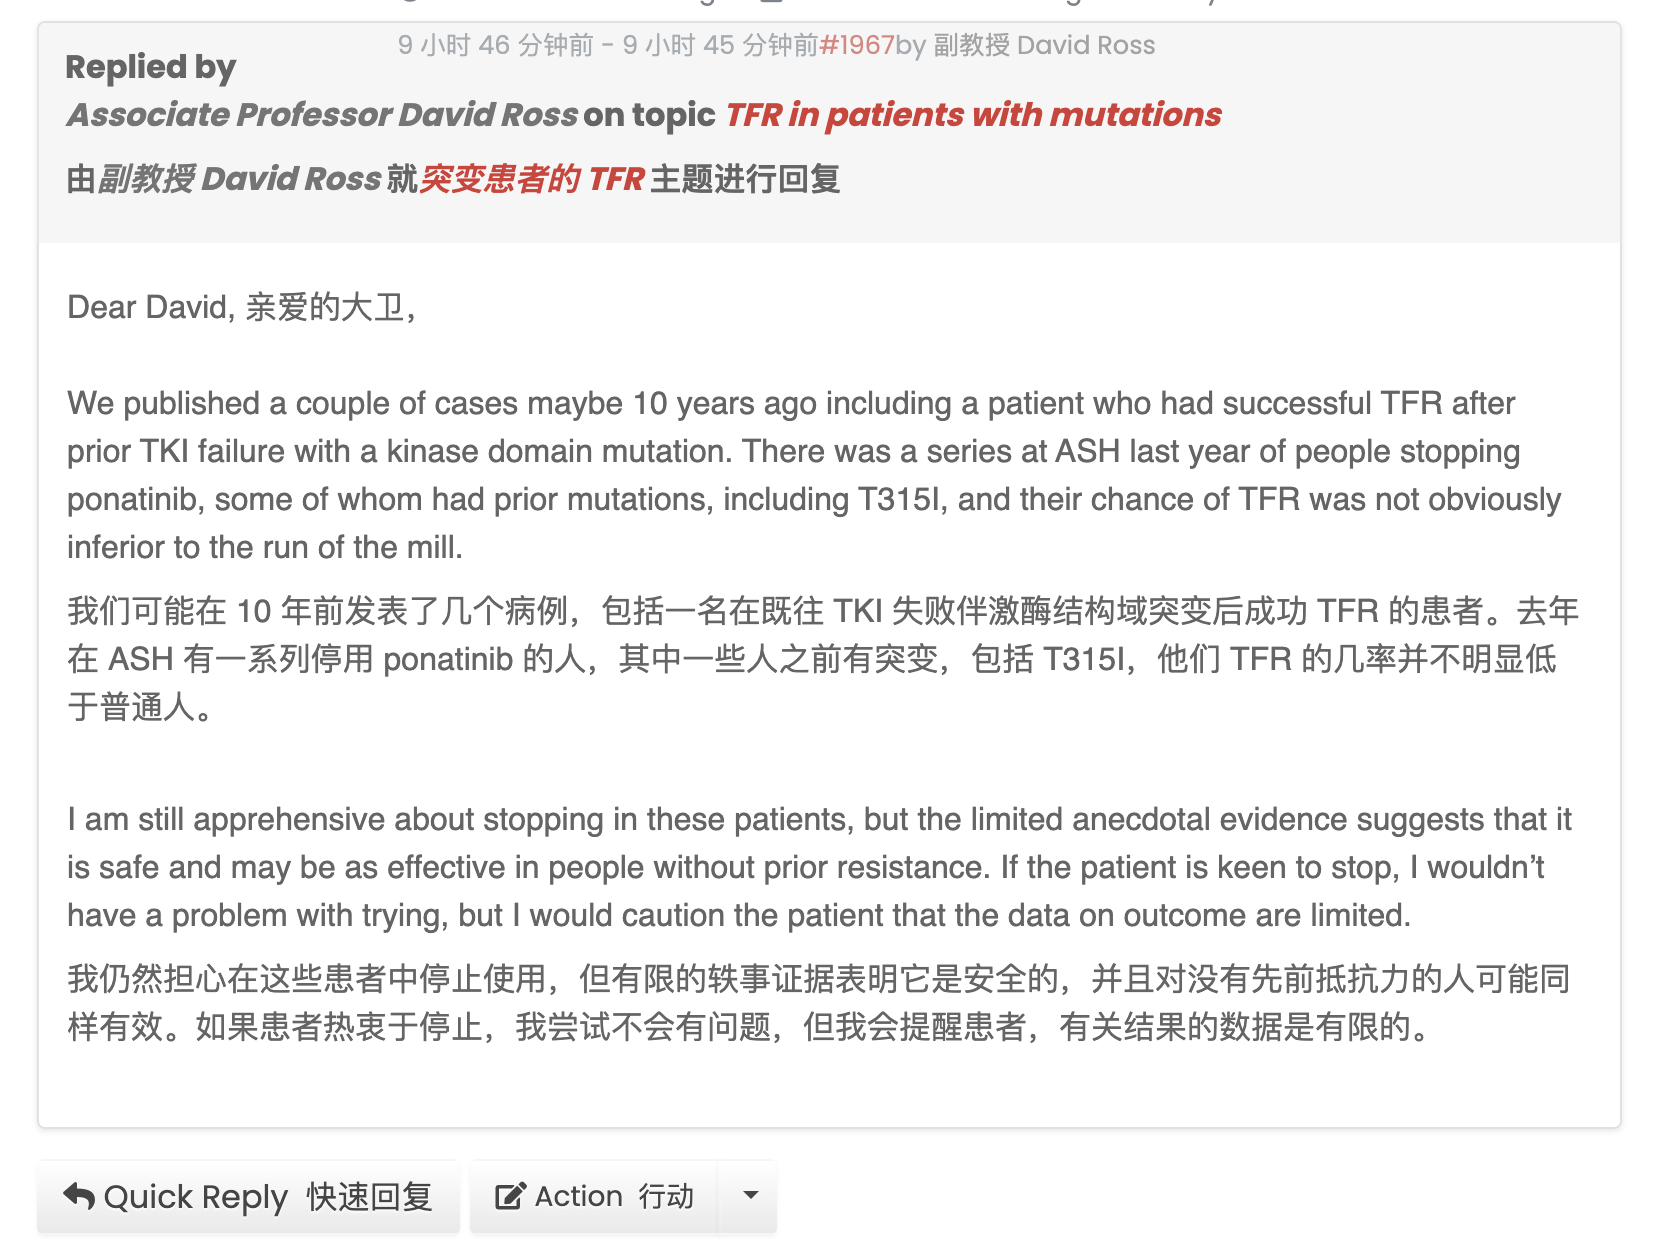 9 小时 46 分钟前 - 9 小时 45 分钟前#1967by 副教授 David Ross
Replied by
Associate Professor David Ross on topic TFR in patients with mutations
由副教授 David Ross 就突变患者的 TFR 主题进行回复
Dear David, 亲爱的大卫，
We published a couple of cases maybe 10 years ago including a patient who had successful TFR after
prior TKI failure with a kinase domain mutation. There was a series at ASH last year of people stopping
ponatinib, some of whom had prior mutations, including T315I, and their chance of TFR was not obviously
inferior to the run of the mill.
我们可能在 10 年前发表了几个病例，包括一名在既往 TKI 失败伴激酶结构域突变后成功 TFR 的患者。去年
在 ASH 有一系列停用 ponatinib 的人，其中一些人之前有突变，包括 T315I，他们 TFR 的几率并不明显低
于普通人。
I am still apprehensive about stopping in these patients, but the limited anecdotal evidence suggests that it
is safe and may be as effective in people without prior resistance. If the patient is keen to stop, I wouldn’t
have a problem with trying, but I would caution the patient that the data on outcome are limited.
我仍然担心在这些患者中停止使用，但有限的轶事证据表明它是安全的，并且对没有先前抵抗力的人可能同
样有效。如果患者热衷于停止，我尝试不会有问题，但我会提醒患者，有关结果的数据是有限的。
Quick Reply 快速回复 Action 行动